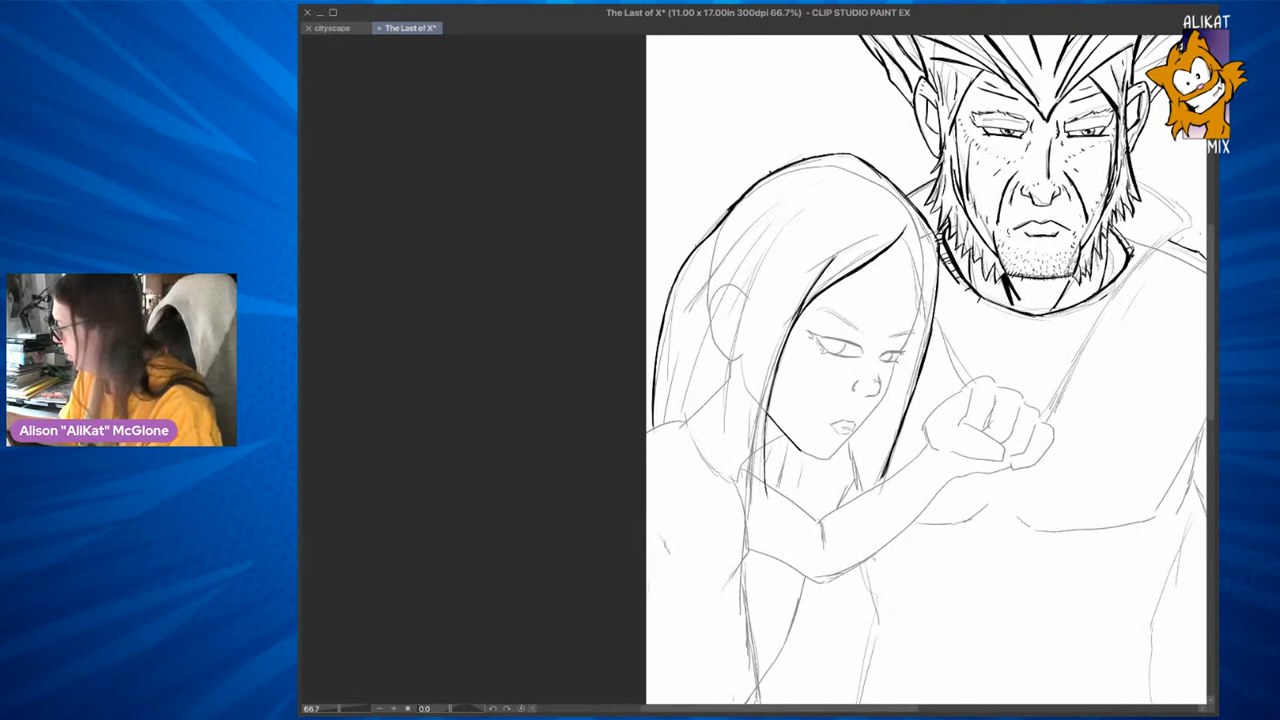 The Last of X* (11.00 x 17.00in 300dpi 66.7%) - CLIP STUDIO PAINT EX
cityscape
The Last of X*
ALIKAT
MIX
Alison "AliKat" McGlone
66.7
0.0